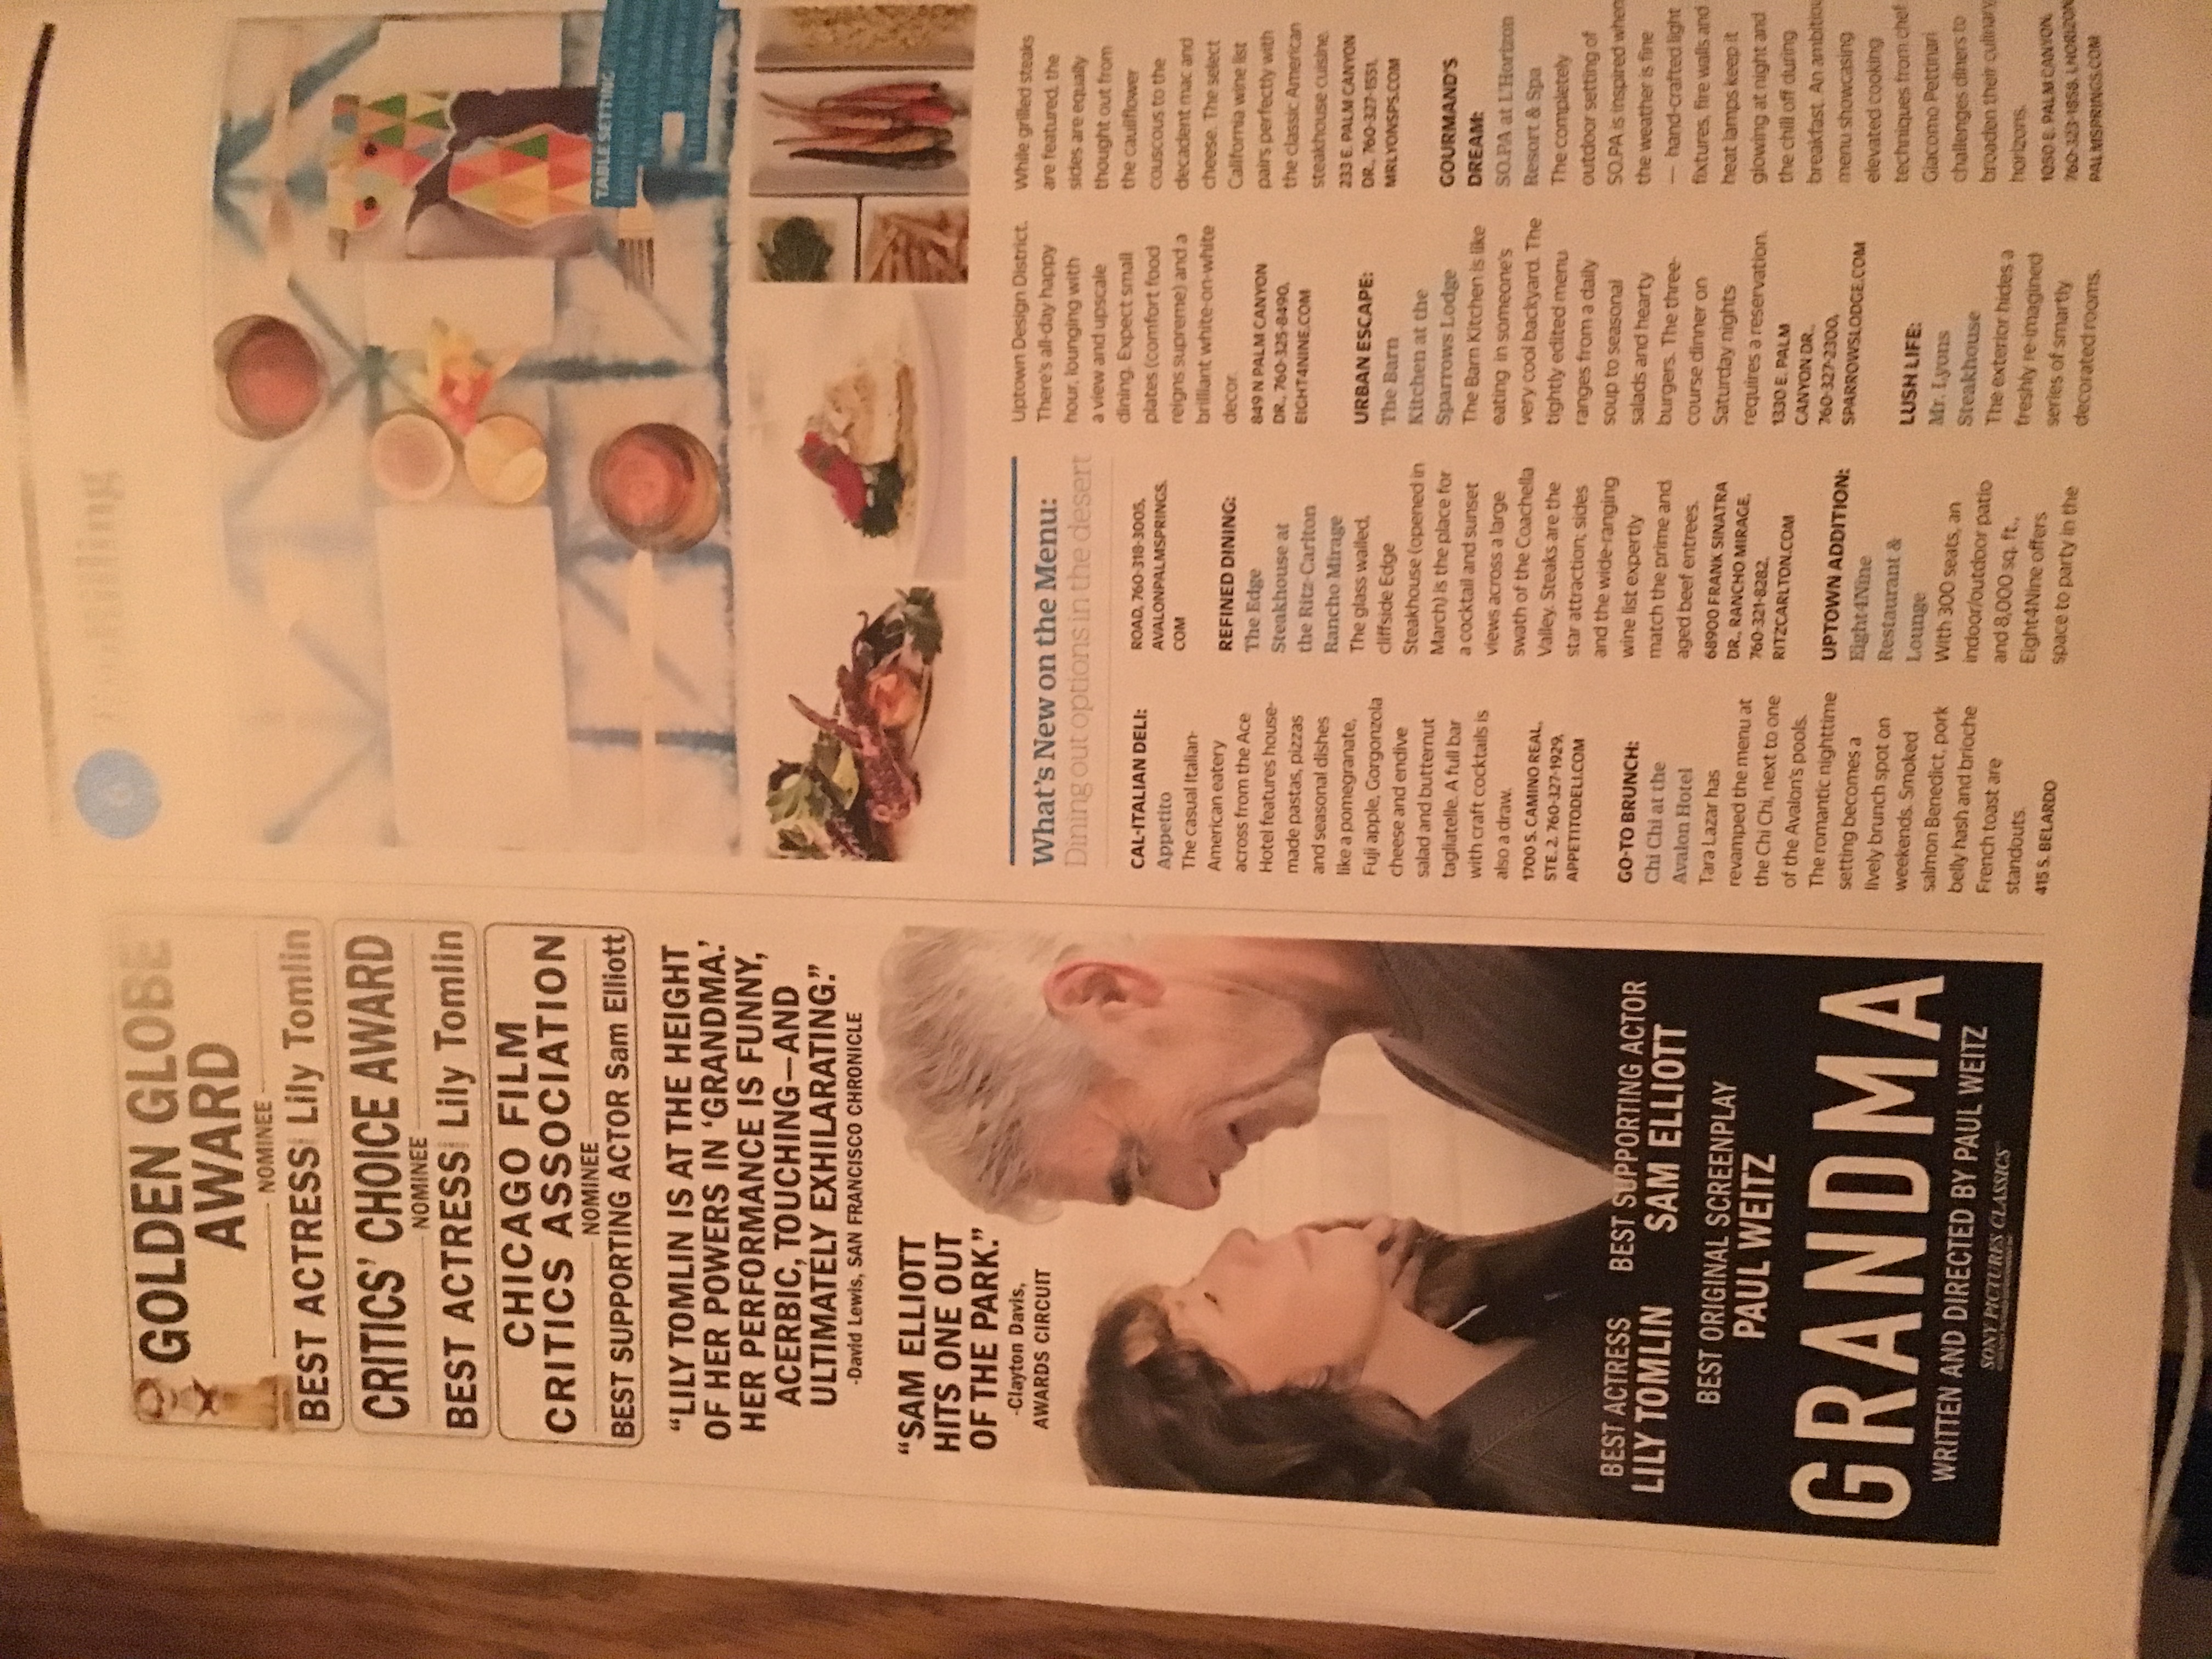 GOLDEN GLOBE
AWARD
NOMINEE
BEST ACTRESS Lily Tomlin
CRITICS' CHOICE AWARD
NOMINEE
BEST ACTRESS Lily Tomlin
CHICAGO FILM
CRITICS ASSOCIATION
NOMINEE
BEST SUPPORTING ACTOR Sam Elliott
“LILY TOMLIN IS AT THE HEIGHT
OF HER POWERS IN ‘GRANDMA.’
HER PERFORMANCE IS FUNNY,
ACERBIC, TOUCHING—AND
ULTIMATELY EXHILARATING.”
-David Lewis, SAN FRANCISCO CHRONICLE
“SAM ELLIOTT
HITS ONE OUT
OF THE PARK.”
-Clayton Davis,
AWARDS CIRCUIT
BEST ACTRESS
LILY TOMLIN
BEST SUPPORTING ACTOR
SAM ELLIOTT
BEST ORIGINAL SCREENPLAY
PAUL WEITZ
GRANDMA
WRITTEN AND DIRECTED BY PAUL WEITZ
SONY PICTURES CLASSICS
6
TABLE SETTING
What's New on the Menu:
Dining out options in the desert
CAL-ITALIAN DELI:
Appetito
The casual Italian-
American eatery
across from the Ace
Hotel features house-
made pastas, pizzas
and seasonal dishes
like a pomegranate,
Fuji apple, Gorgonzola
cheese and endive
salad and butternut
tagliatelle. A full bar
with craft cocktails is
also a draw.
1700 S. CAMINO REAL,
STE. 2. 760-327-1929,
APPETITODELI.COM
GO-TO BRUNCH:
Chi Chi at the
Avalon Hotel
Tara Lazar has
revamped the menu at
the Chi Chi, next to one
of the Avalon's pools.
The romantic nighttime
setting becomes a
lively brunch spot on
weekends. Smoked
salmon Benedict, pork
belly hash and brioche
French toast are
standouts.
415 S. BELARDO
ROAD, 760-318-3005,
AVALONPALMSPRINGS.
COM
REFINED DINING:
The Edge
Steakhouse at
the Ritz-Carlton
Rancho Mirage
The glass walled,
cliffside Edge
Steakhouse (opened in
March) is the place for
a cocktail and sunset
views across a large
swath of the Coachella
Valley. Steaks are the
star attraction; sides
and the wide-ranging
wine list expertly
match the prime and
aged beef entrees.
68900 FRANK SINATRA
DR., RANCHO MIRAGE,
760-321-8282,
RITZCARLTON.COM
UPTOWN ADDITION:
Eight4Nine
Restaurant &
Lounge
With 300 seats, an
indoor/outdoor patio
and 8,000 sq. ft.,
Eight4Nine offers
space to party in the
Uptown Design District.
There's all-day happy
hour, lounging with
a view and upscale
dining. Expect small
plates (comfort food
reigns supreme) and a
brilliant white-on-white
decor.
849 N PALM CANYON
DR., 760-325-8490,
EIGHT4NINE.COM
URBAN ESCAPE:
The Barn
Kitchen at the
Sparrows Lodge
The Barn Kitchen is like
eating in someone's
very cool backyard. The
tightly edited menu
ranges from a daily
soup to seasonal
salads and hearty
burgers. The three-
course dinner on
Saturday nights
requires a reservation.
1330 E. PALM
CANYON DR.,
760-327-2300,
SPARROWSLODGE.COM
LUSH LIFE:
Mr. Lyons
Steakhouse
The exterior hides a
freshly re-imagined
series of smartly
decorated rooms.
While grilled steaks
are featured, the
sides are equally
thought out from
the cauliflower
couscous to the
decadent mac and
cheese. The select
California wine list
pairs perfectly with
the classic American
steakhouse cuisine.
233 E. PALM CANYON
DR., 760-327-1551,
MRLYONSPS.COM
GOURMAND'S
DREAM:
SO.PA at L'Horizon
Resort & Spa
The completely
outdoor setting of
SO.PA is inspired when
the weather is fine
— hand-crafted light
fixtures, fire walls and
heat lamps keep it
glowing at night and
the chill off during
breakfast. An
menu showcasing
elevated cooking
techniques from chef
Giacomo Pettinari
challenges diners to
broaden their culinary
horizons.
1050 E. PALM CANYON,
760-323-1858, LHORIZON
PALMSPRINGS.COM